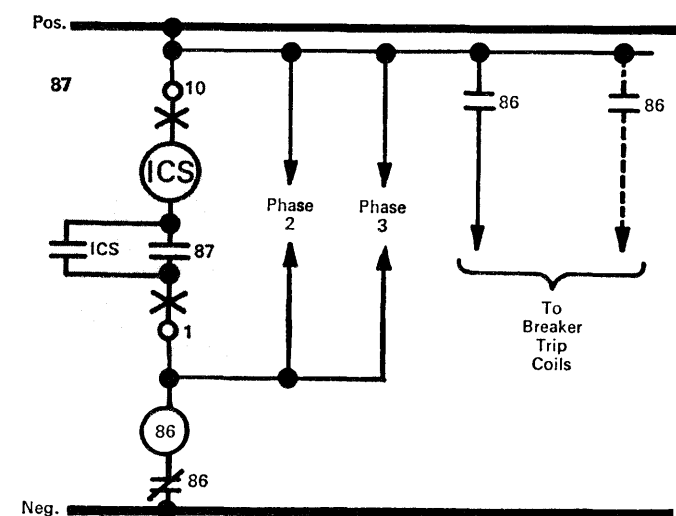 Pos.
87
10
86
86
ICS
Phase
2
Phase
3
ICS
87
1
To
Breaker
Trip
Coils
86
86
Neg.